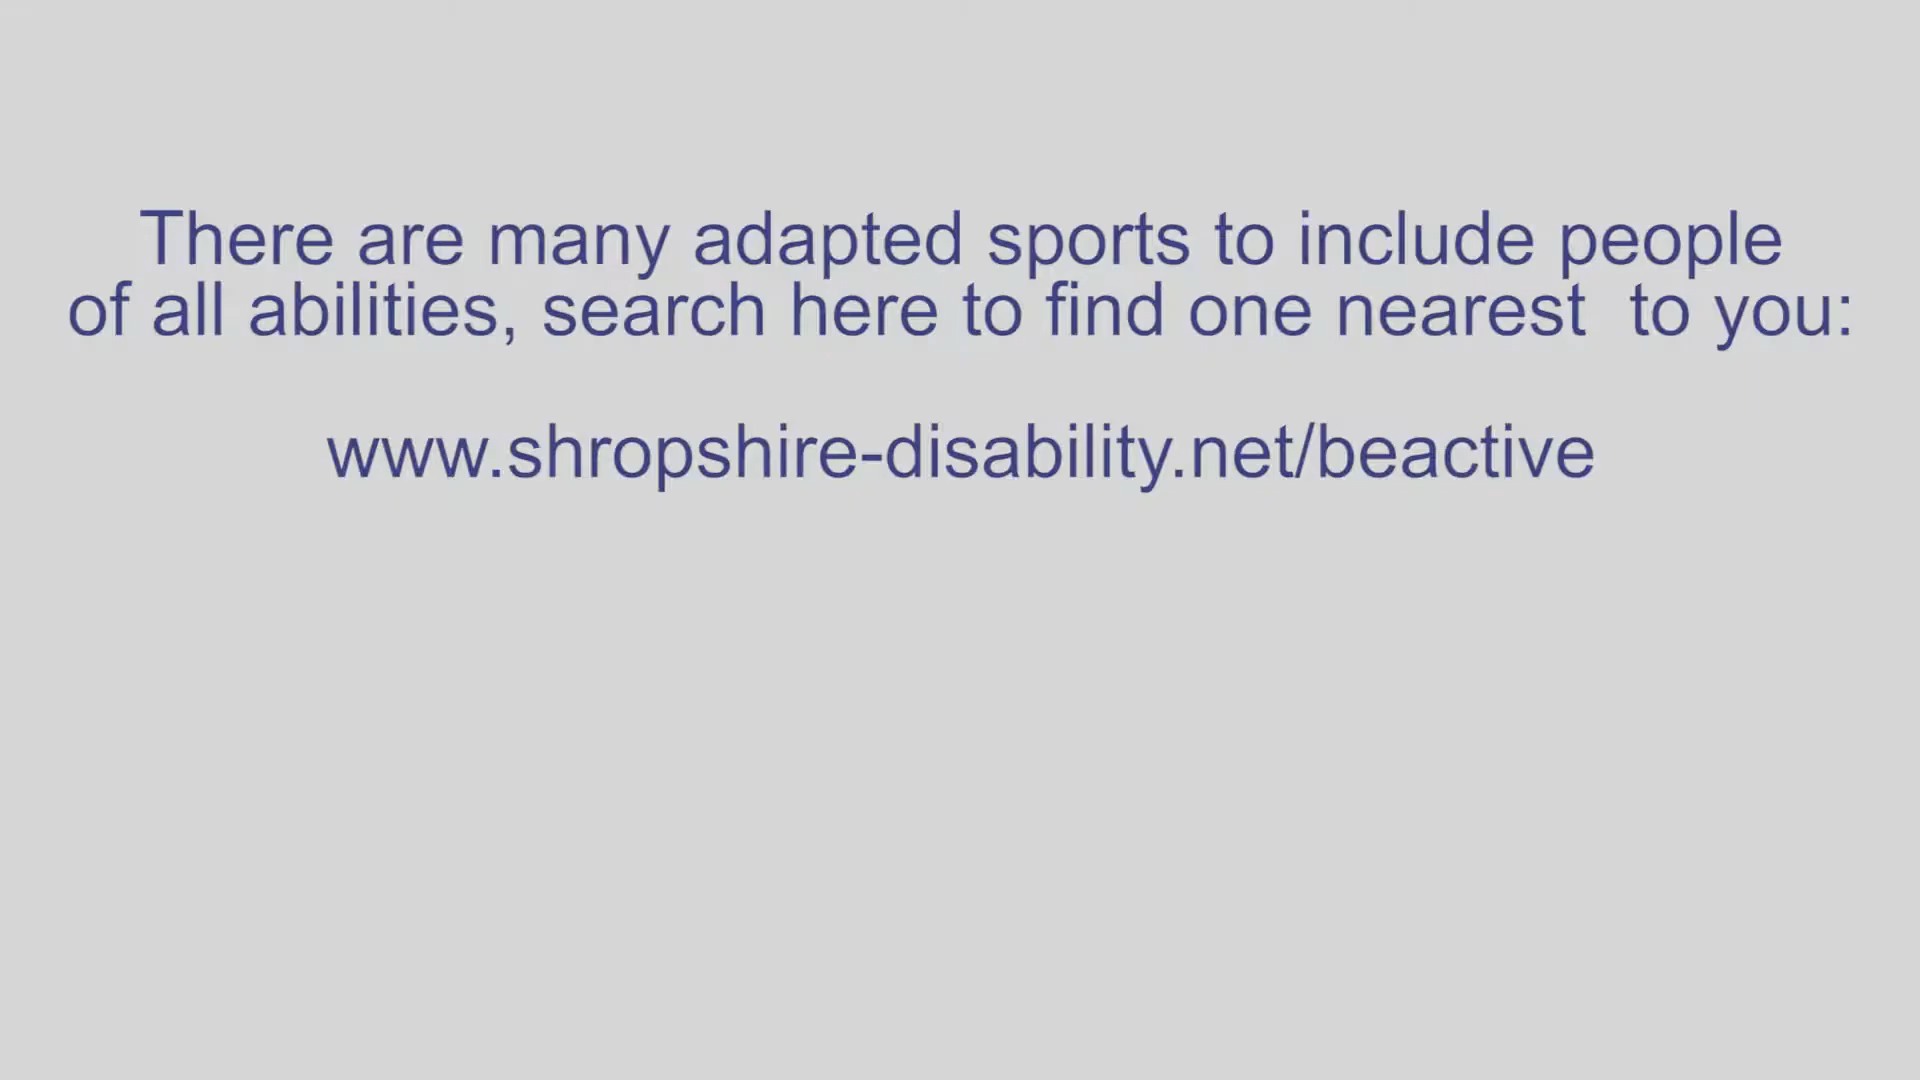 There are many adapted sports to include people
of all abilities, search here to find one nearest  to you:
www.shropshire-disability.net/beactive